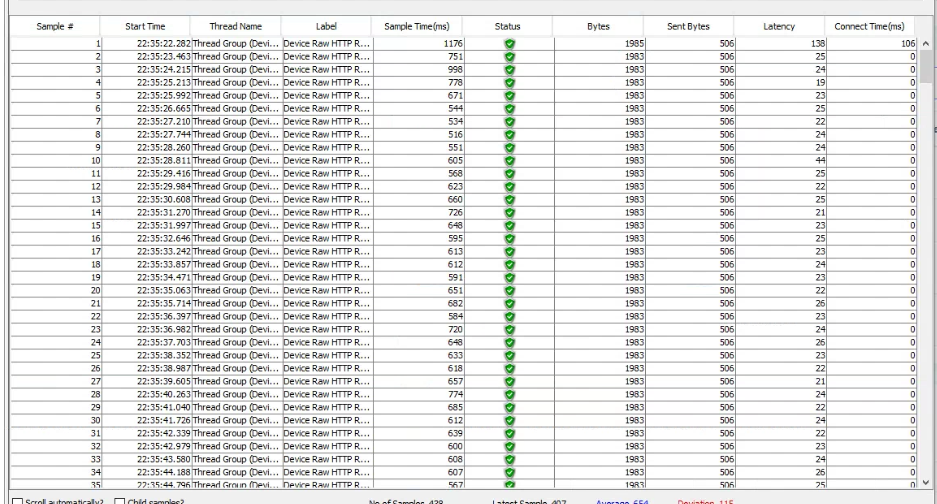 Sample # Start Time Thread Name Label Sample Time(ms) Status Bytes Sent Bytes Latency Connect Time(ms)
1 22:35:22.282 Thread Group (Devi... Device Raw HTTP R... 1176 1985 506 138 106
2 22:35:23.463 Thread Group (Devi... Device Raw HTTP R... 751 1983 506 25 0
3 22:35:24.215 Thread Group (Devi... Device Raw HTTP R... 998 1983 506 24 0
4 22:35:25.213 Thread Group (Devi... Device Raw HTTP R... 778 1983 506 19 0
5 22:35:25.992 Thread Group (Devi... Device Raw HTTP R... 671 1983 506 23 0
6 22:35:26.665 Thread Group (Devi... Device Raw HTTP R... 544 1983 506 25 0
7 22:35:27.210 Thread Group (Devi... Device Raw HTTP R... 534 1983 506 22 0
8 22:35:27.744 Thread Group (Devi... Device Raw HTTP R... 516 1983 506 24 0
9 22:35:28.260 Thread Group (Devi... Device Raw HTTP R... 551 1983 506 24 0
10 22:35:28.811 Thread Group (Devi... Device Raw HTTP R... 605 1983 506 44 0
11 22:35:29.416 Thread Group (Devi... Device Raw HTTP R... 568 1983 506 25 0
12 22:35:29.984 Thread Group (Devi... Device Raw HTTP R... 623 1983 506 22 0
13 22:35:30.608 Thread Group (Devi... Device Raw HTTP R... 660 1983 506 25 0
14 22:35:31.270 Thread Group (Devi... Device Raw HTTP R... 726 1983 506 21 0
15 22:35:31.997 Thread Group (Devi... Device Raw HTTP R... 648 1983 506 23 0
16 22:35:32.646 Thread Group (Devi... Device Raw HTTP R... 595 1983 506 25 0
17 22:35:33.242 Thread Group (Devi... Device Raw HTTP R... 613 1983 506 23 0
18 22:35:33.857 Thread Group (Devi... Device Raw HTTP R... 612 1983 506 24 0
19 22:35:34.471 Thread Group (Devi... Device Raw HTTP R... 591 1983 506 23 0
20 22:35:35.063 Thread Group (Devi... Device Raw HTTP R... 651 1983 506 22 0
21 22:35:35.714 Thread Group (Devi... Device Raw HTTP R... 682 1983 506 26 0
22 22:35:36.397 Thread Group (Devi... Device Raw HTTP R... 584 1983 506 23 0
23 22:35:36.982 Thread Group (Devi... Device Raw HTTP R... 720 1983 506 24 0
24 22:35:37.703 Thread Group (Devi... Device Raw HTTP R... 648 1983 506 26 0
25 22:35:38.352 Thread Group (Devi... Device Raw HTTP R... 633 1983 506 23 0
26 22:35:38.987 Thread Group (Devi... Device Raw HTTP R... 618 1983 506 22 0
27 22:35:39.605 Thread Group (Devi... Device Raw HTTP R... 657 1983 506 21 0
28 22:35:40.263 Thread Group (Devi... Device Raw HTTP R... 774 1983 506 24 0
29 22:35:41.040 Thread Group (Devi... Device Raw HTTP R... 685 1983 506 22 0
30 22:35:41.726 Thread Group (Devi... Device Raw HTTP R... 612 1983 506 24 0
31 22:35:42.339 Thread Group (Devi... Device Raw HTTP R... 639 1983 506 22 0
32 22:35:42.979 Thread Group (Devi... Device Raw HTTP R... 600 1983 506 23 0
33 22:35:43.580 Thread Group (Devi... Device Raw HTTP R... 608 1983 506 24 0
34 22:35:44.188 Thread Group (Devi... Device Raw HTTP R... 607 1983 506 26 0
35 22:35:44.796 Thread Group (Devi... Device Raw HTTP R... 567 1983 506 25 0
Scroll automatically? Child samples? No of Samples 438 Latest Sample 407 Average 654 Deviation 115